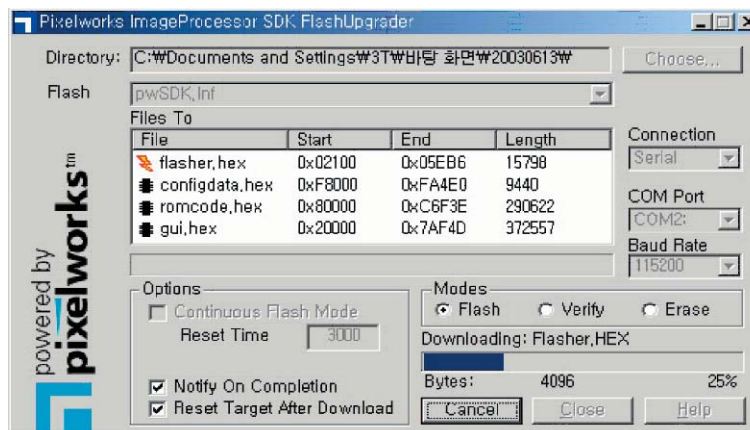 Pixelworks ImageProcessor SDK FlashUpgrader
Directory: C:₩Documents and Settings₩3T₩바탕 화면₩20030613₩ Choose...
Flash pwSDK.Inf
Files To
File Start End Length
flasher.hex 0x02100 0x05EB6 15798
configdata.hex 0xF8000 0xFA4E0 9440
romcode.hex 0x80000 0xC6F3E 290622
gui.hex 0x20000 0x7AF4D 372557
Connection
Serial
COM Port
COM2:
Baud Rate
115200
powered by
pixelworks™
Options
Continuous Flash Mode
Reset Time 3000
Notify On Completion
Reset Target After Download
Modes
Flash Verify Erase
Downloading: Flasher.HEX
Bytes: 4096 25%
Cancel Close Help